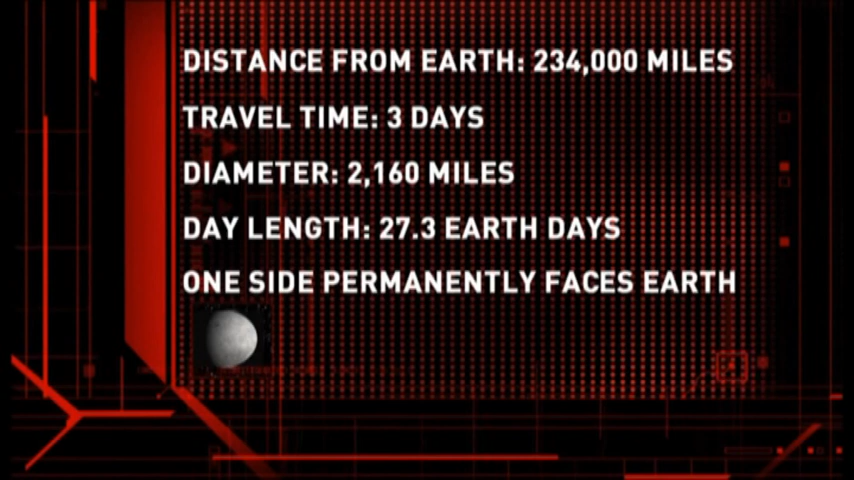 DISTANCE FROM EARTH: 234,000 MILES
TRAVEL TIME: 3 DAYS
DIAMETER: 2,160 MILES
DAY LENGTH: 27.3 EARTH DAYS
ONE SIDE PERMANENTLY FACES EARTH